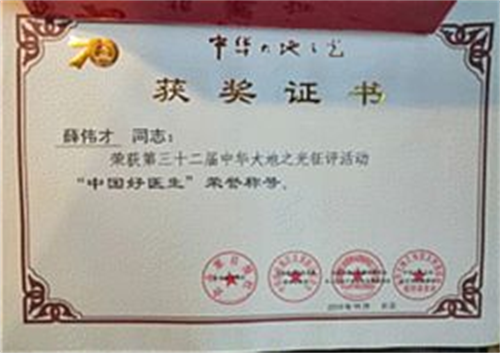 70
中华大地之光
获奖证书
薛伟才 同志：
荣获第三十二届中华大地之光征评活动
“中国好医生”荣誉称号。